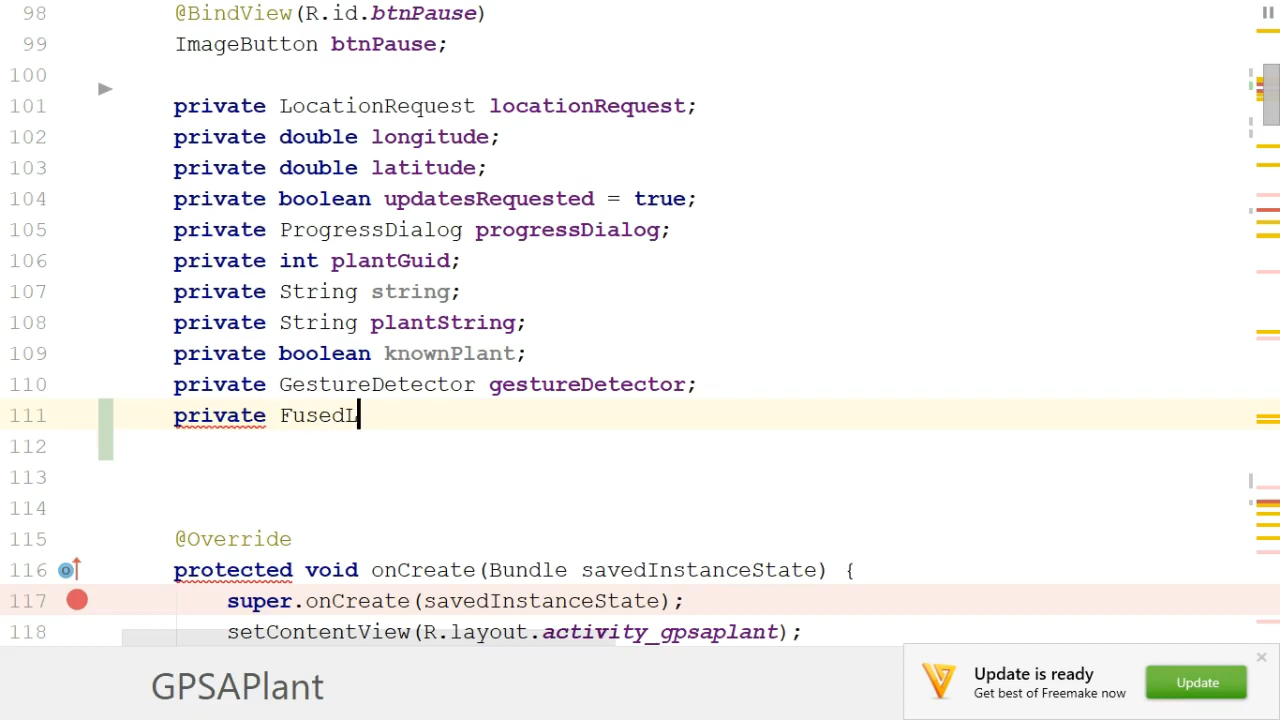 98 @BindView(R.id.btnPause)
99 ImageButton btnPause;
100
101 private LocationRequest locationRequest;
102 private double longitude;
103 private double latitude;
104 private boolean updatesRequested = true;
105 private ProgressDialog progressDialog;
106 private int plantGuid;
107 private String string;
108 private String plantString;
109 private boolean knownPlant;
110 private GestureDetector gestureDetector;
111 private FusedL
112
113
114
115 @Override
116 protected void onCreate(Bundle savedInstanceState) {
117 super.onCreate(savedInstanceState);
118 setContentView(R.layout.activity_gpsaplant);
GPSAPlant
Update is ready
Get best of Freemake now
Update